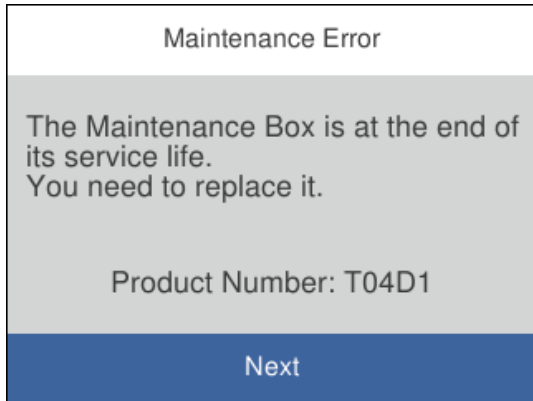 Maintenance Error
The Maintenance Box is at the end of
its service life.
You need to replace it.
Product Number: T04D1
Next